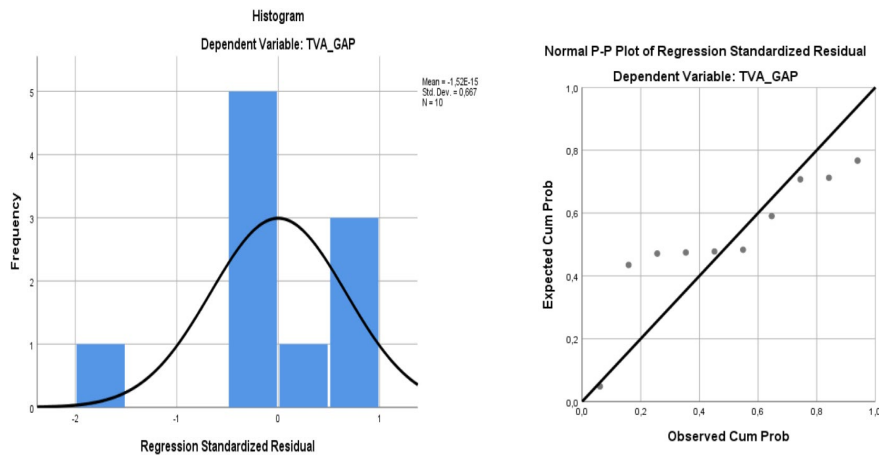 Histogram
Dependent Variable: TVA_GAP
Mean = -1,52E-15
Std. Dev. = 0,667
N = 10
5
4
3
2
1
0
-2
-1
0
1
Frequency
Regression Standardized Residual
Normal P-P Plot of Regression Standardized Residual
Dependent Variable: TVA_GAP
1,0
0,8
0,6
0,4
0,2
0,0
0,0
0,2
0,4
0,6
0,8
1,0
Expected Cum Prob
Observed Cum Prob